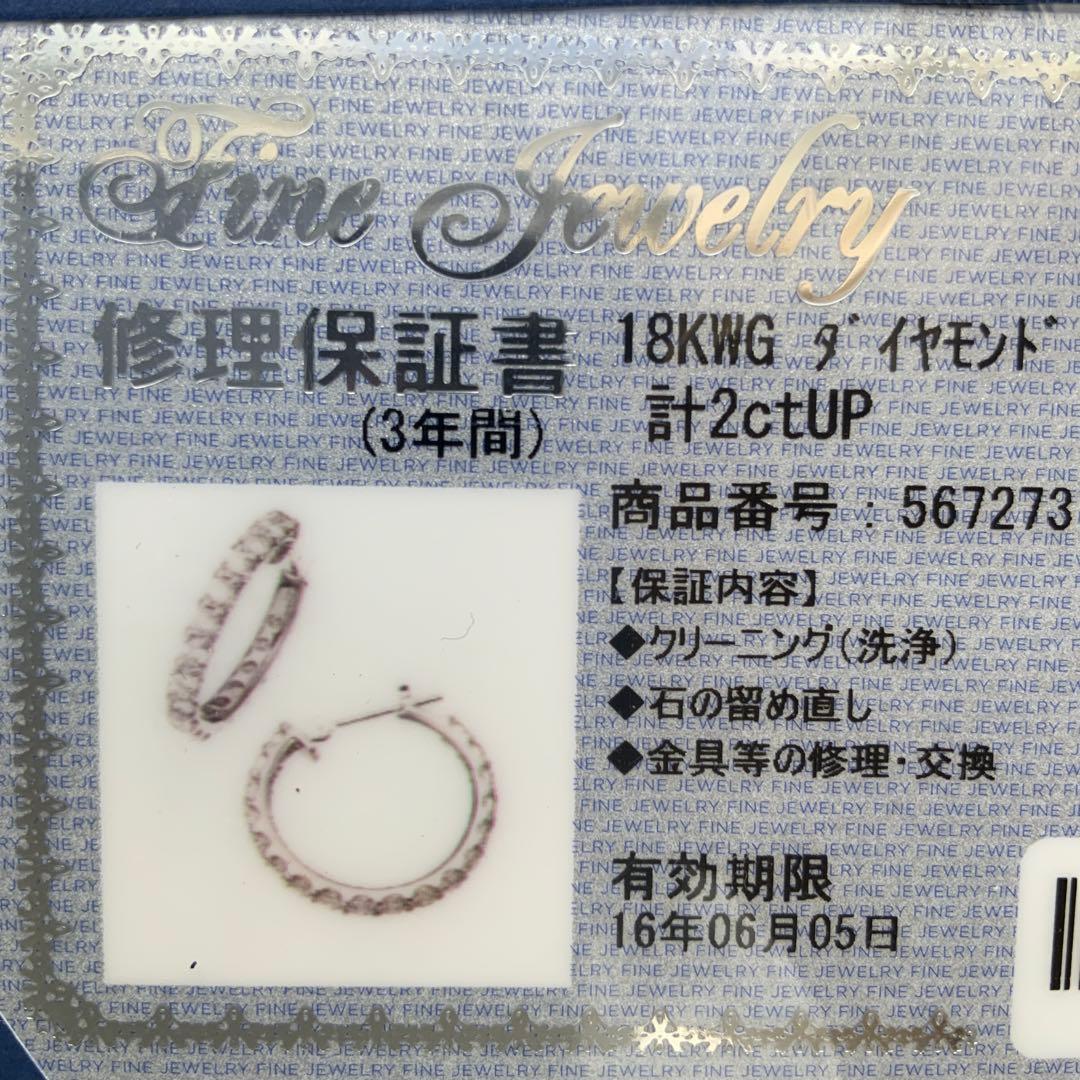 Fine Jewelry
修理保証書
(3年間)
18KWG ダイヤモンド
計2ctUP
商品番号：567273
【保証内容】
◆クリーニング(洗浄)
◆石の留め直し
◆金具等の修理・交換
有効期限
16年06月05日